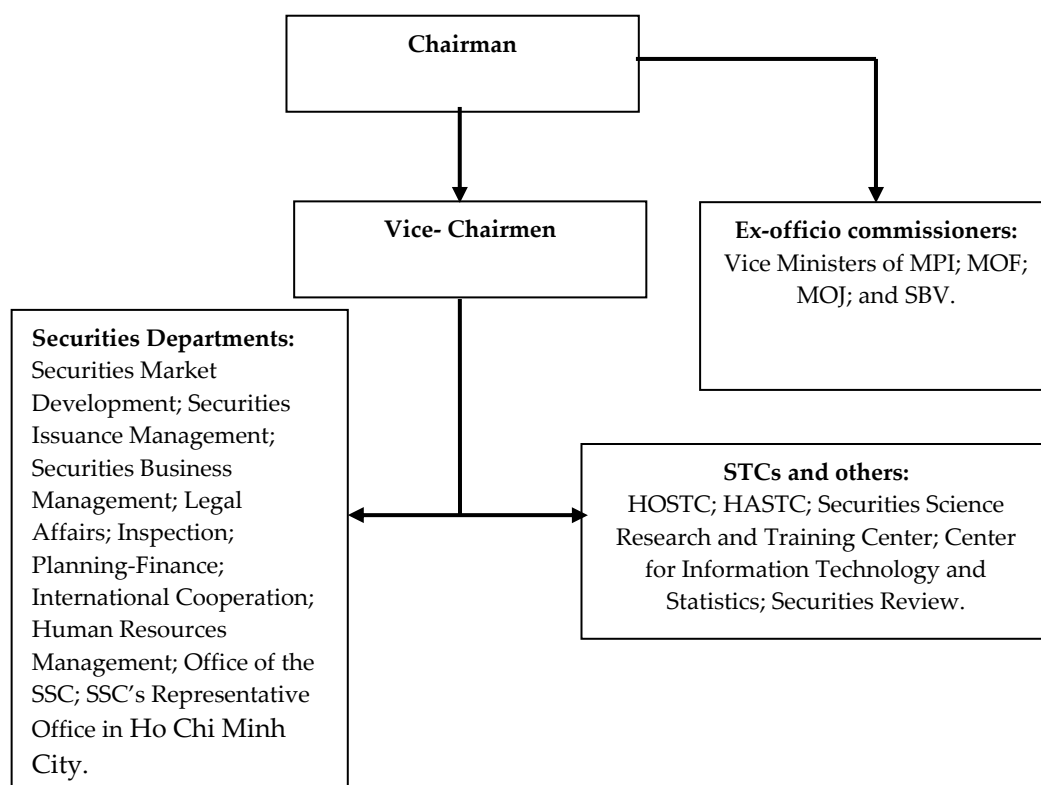 Chairman
Vice- Chairmen
Ex-officio commissioners:
Vice Ministers of MPI; MOF;
MOJ; and SBV.
Securities Departments:
Securities Market
Development; Securities
Issuance Management;
Securities Business
Management; Legal
Affairs; Inspection;
Planning-Finance;
International Cooperation;
Human Resources
Management; Office of the
SSC; SSC’s Representative
Office in Ho Chi Minh
City.
STCs and others:
HOSTC; HASTC; Securities Science
Research and Training Center; Center
for Information Technology and
Statistics; Securities Review.